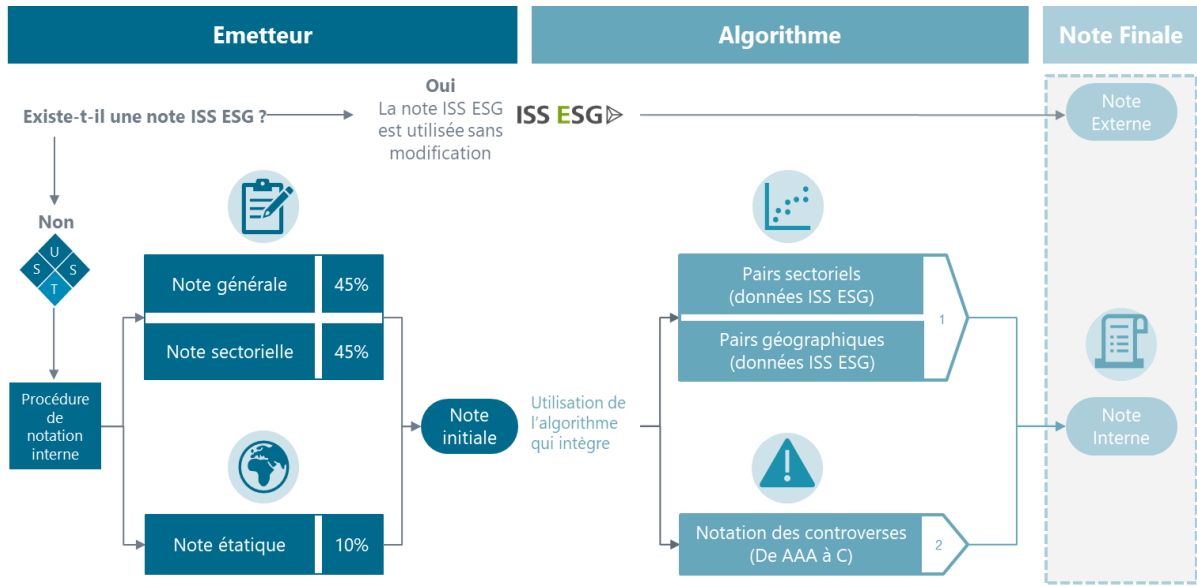 Emetteur
Algorithme
Note Finale
Existe-t-il une note ISS ESG ?
Oui
La note ISS ESG
est utilisée sans
modification
ISS ESG
Note
Externe
Non
U
S
S
T
Procédure
de
notation
interne
Note générale
45%
Note sectorielle
45%
Note étatique
10%
Note
initiale
Utilisation de
l'algorithme
qui intègre
Pairs sectoriels
(données ISS ESG)
Pairs géographiques
(données ISS ESG)
1
Notation des controverses
(De AAA à C)
2
Note
Interne